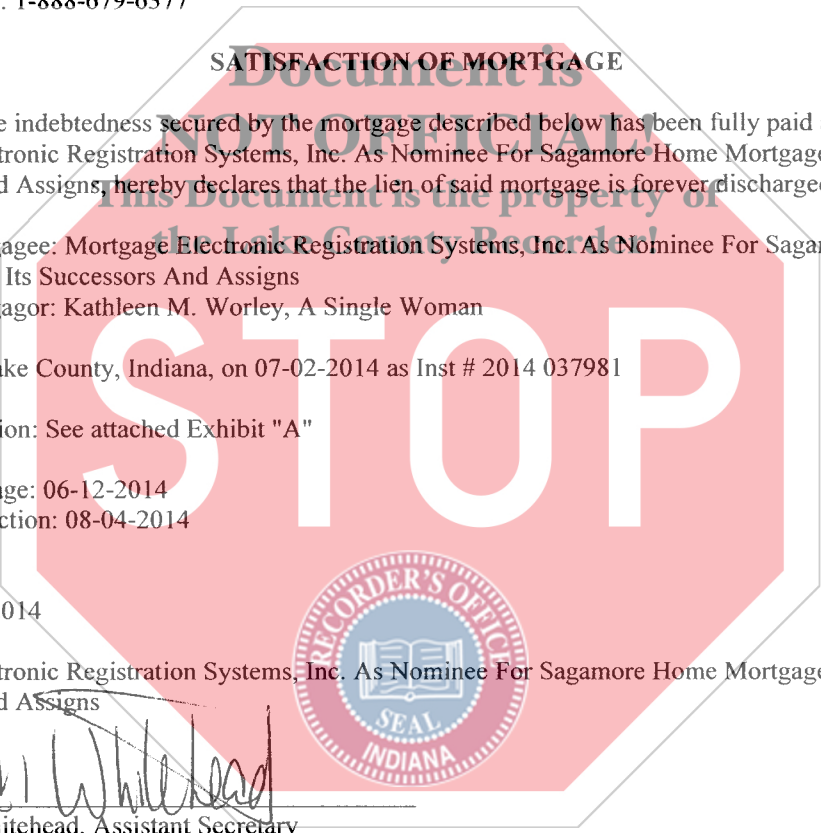 : 1-888-679-6377
SATISFACTION OF MORTGAGE
Document is
NOT OFFICIAL!
This Document is the property of
the Lake County Recorder!
e indebtedness secured by the mortgage described below has been fully paid
tronic Registration Systems, Inc. As Nominee For Sagamore Home Mortgage
d Assigns, hereby declares that the lien of said mortgage is forever discharged
agee: Mortgage Electronic Registration Systems, Inc. As Nominee For Sagam
Its Successors And Assigns
agor: Kathleen M. Worley, A Single Woman
ake County, Indiana, on 07-02-2014 as Inst # 2014 037981
ion: See attached Exhibit "A"
age: 06-12-2014
ction: 08-04-2014
STOP
014
RECORDER'S OFFICE
SEAL
INDIANA
tronic Registration Systems, Inc. As Nominee For Sagamore Home Mortgage
d Assigns
Whitehead
itehead, Assistant Secretary